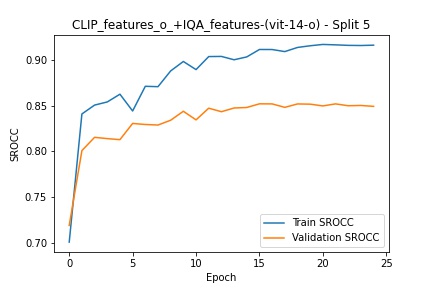 CLIP_features_o_+IQA_features-(vit-14-o) - Split 5
SROCC
0.90
0.85
0.80
0.75
0.70
0 5 10 15 20 25
Epoch
Train SROCC
Validation SROCC